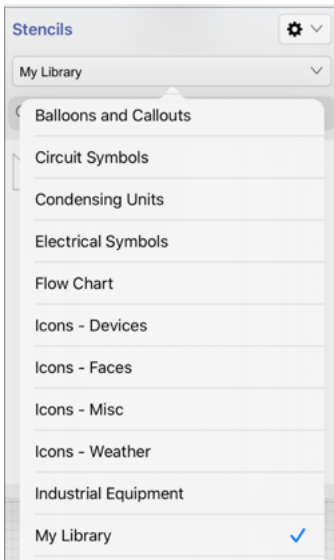 Stencils
My Library
Balloons and Callouts
Circuit Symbols
Condensing Units
Electrical Symbols
Flow Chart
Icons - Devices
Icons - Faces
Icons - Misc
Icons - Weather
Industrial Equipment
My Library